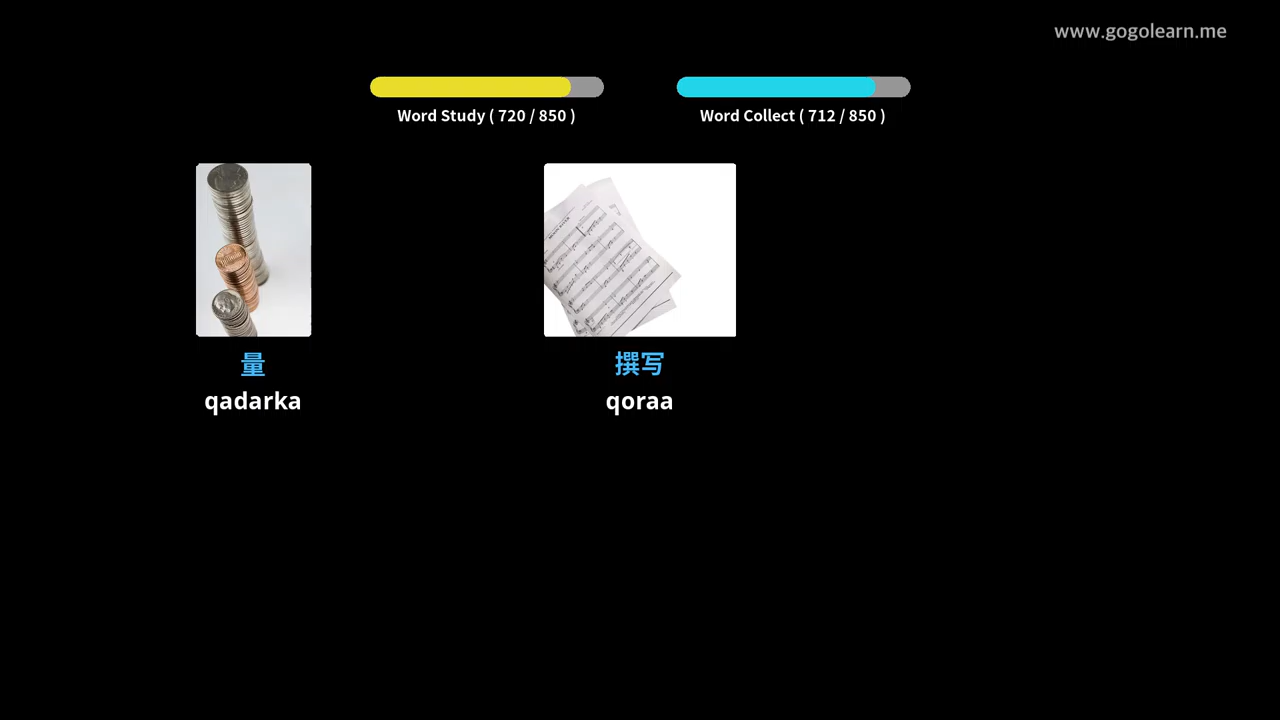 www.gogolearn.me
Word Study ( 720 / 850 )
Word Collect ( 712 / 850 )
量
qadarka
撰写
qoraa